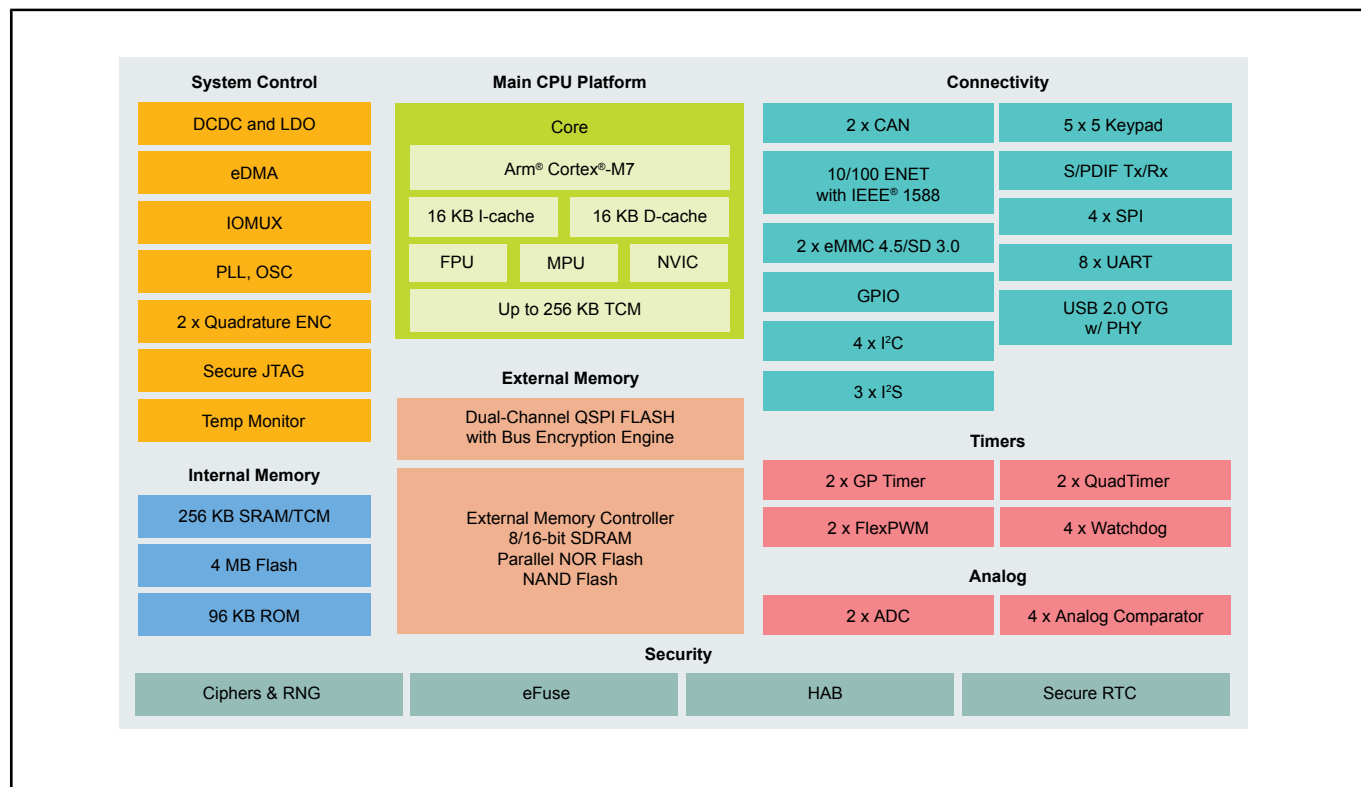 System Control
DCDC and LDO
eDMA
IOMUX
PLL, OSC
2 x Quadrature ENC
Secure JTAG
Temp Monitor
Internal Memory
256 KB SRAM/TCM
4 MB Flash
96 KB ROM
Main CPU Platform
Core
Arm® Cortex®-M7
16 KB I-cache
16 KB D-cache
FPU
MPU
NVIC
Up to 256 KB TCM
External Memory
Dual-Channel QSPI FLASH
with Bus Encryption Engine
External Memory Controller
8/16-bit SDRAM
Parallel NOR Flash
NAND Flash
Connectivity
2 x CAN
10/100 ENET
with IEEE® 1588
2 x eMMC 4.5/SD 3.0
GPIO
4 x I²C
3 x I²S
5 x 5 Keypad
S/PDIF Tx/Rx
4 x SPI
8 x UART
USB 2.0 OTG
w/ PHY
Timers
2 x GP Timer
2 x QuadTimer
2 x FlexPWM
4 x Watchdog
Analog
2 x ADC
4 x Analog Comparator
Security
Ciphers & RNG
eFuse
HAB
Secure RTC